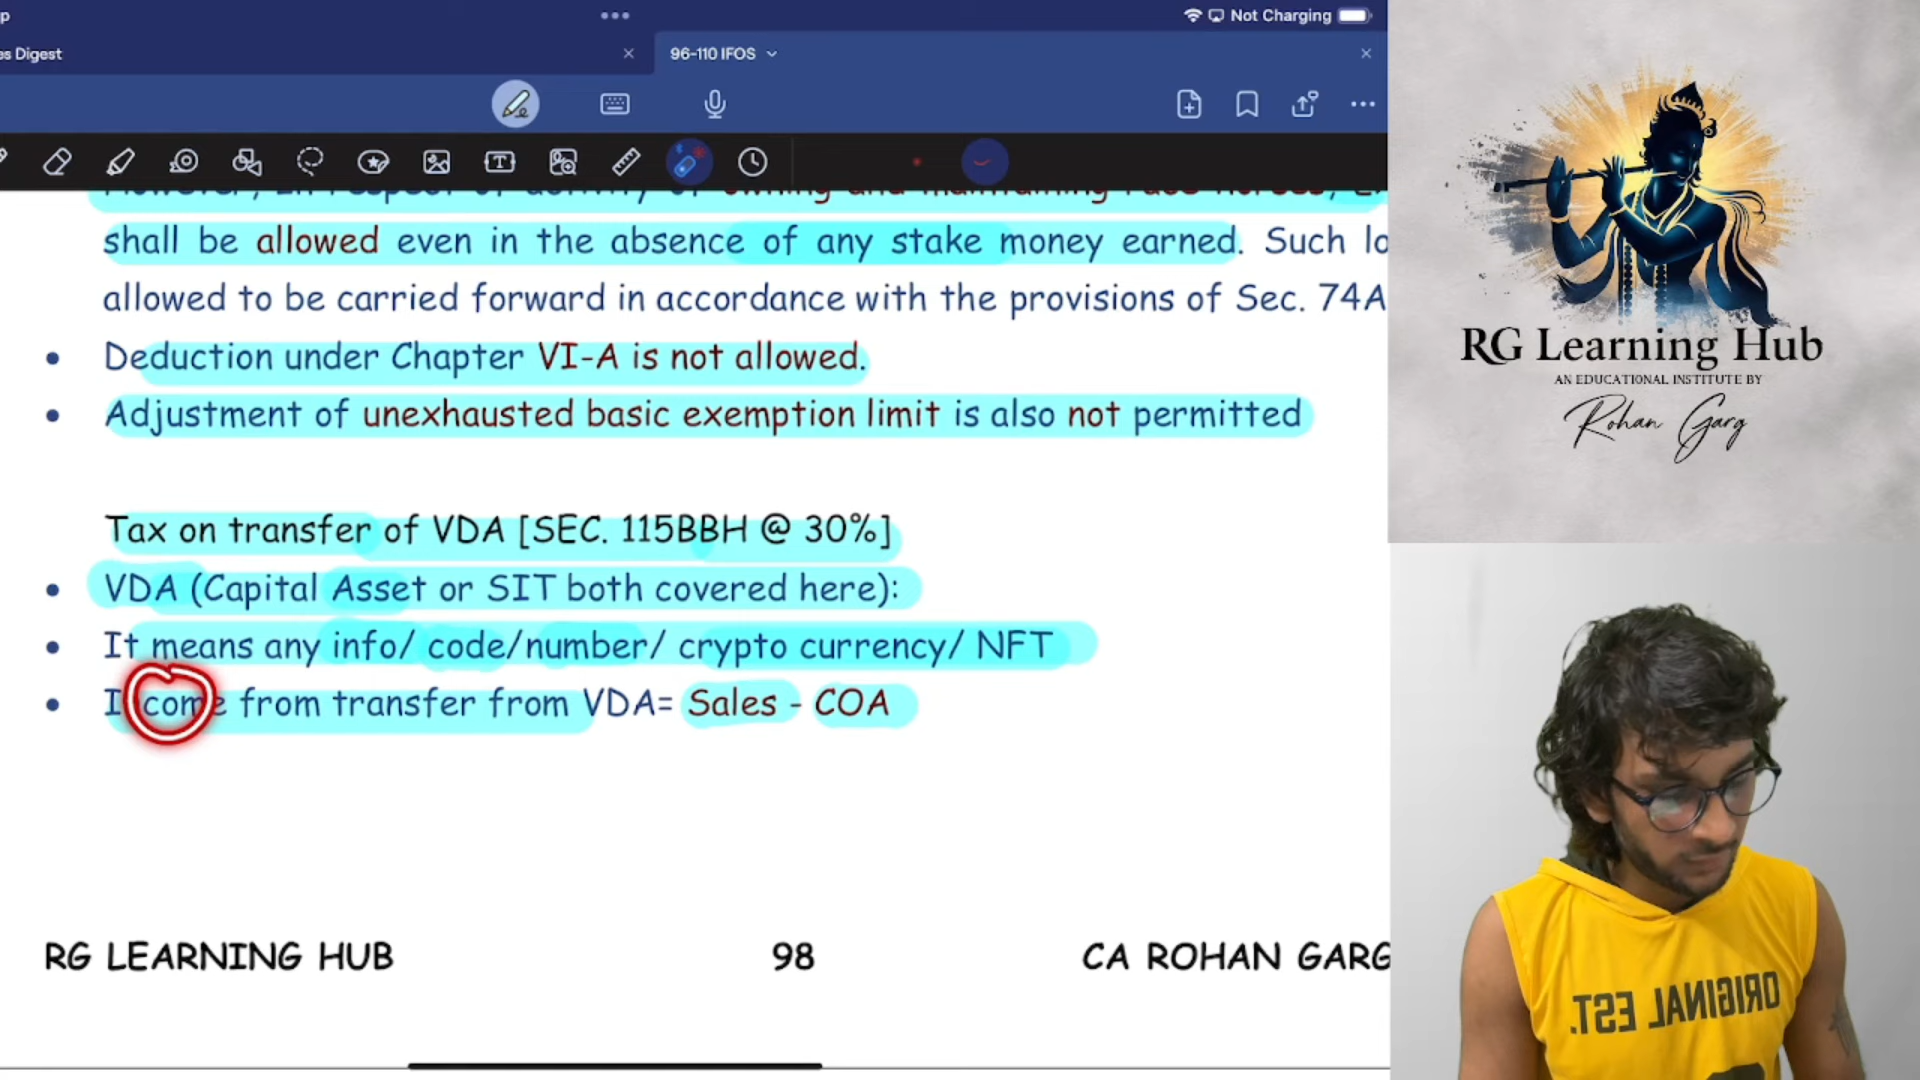 p
Not Charging
es Digest
96-110 IFOS
shall be allowed even in the absence of any stake money earned. Such lo
allowed to be carried forward in accordance with the provisions of Sec. 74A
• Deduction under Chapter VI-A is not allowed.
• Adjustment of unexhausted basic exemption limit is also not permitted
Tax on transfer of VDA [SEC. 115BBH @ 30%]
• VDA (Capital Asset or SIT both covered here):
• It means any info/ code/number/ crypto currency/ NFT
• Income from transfer from VDA= Sales - COA
RG LEARNING HUB
98
CA ROHAN GARG
RG Learning Hub
AN EDUCATIONAL INSTITUTE BY
Rohan Garg
ORIGINAL EST.